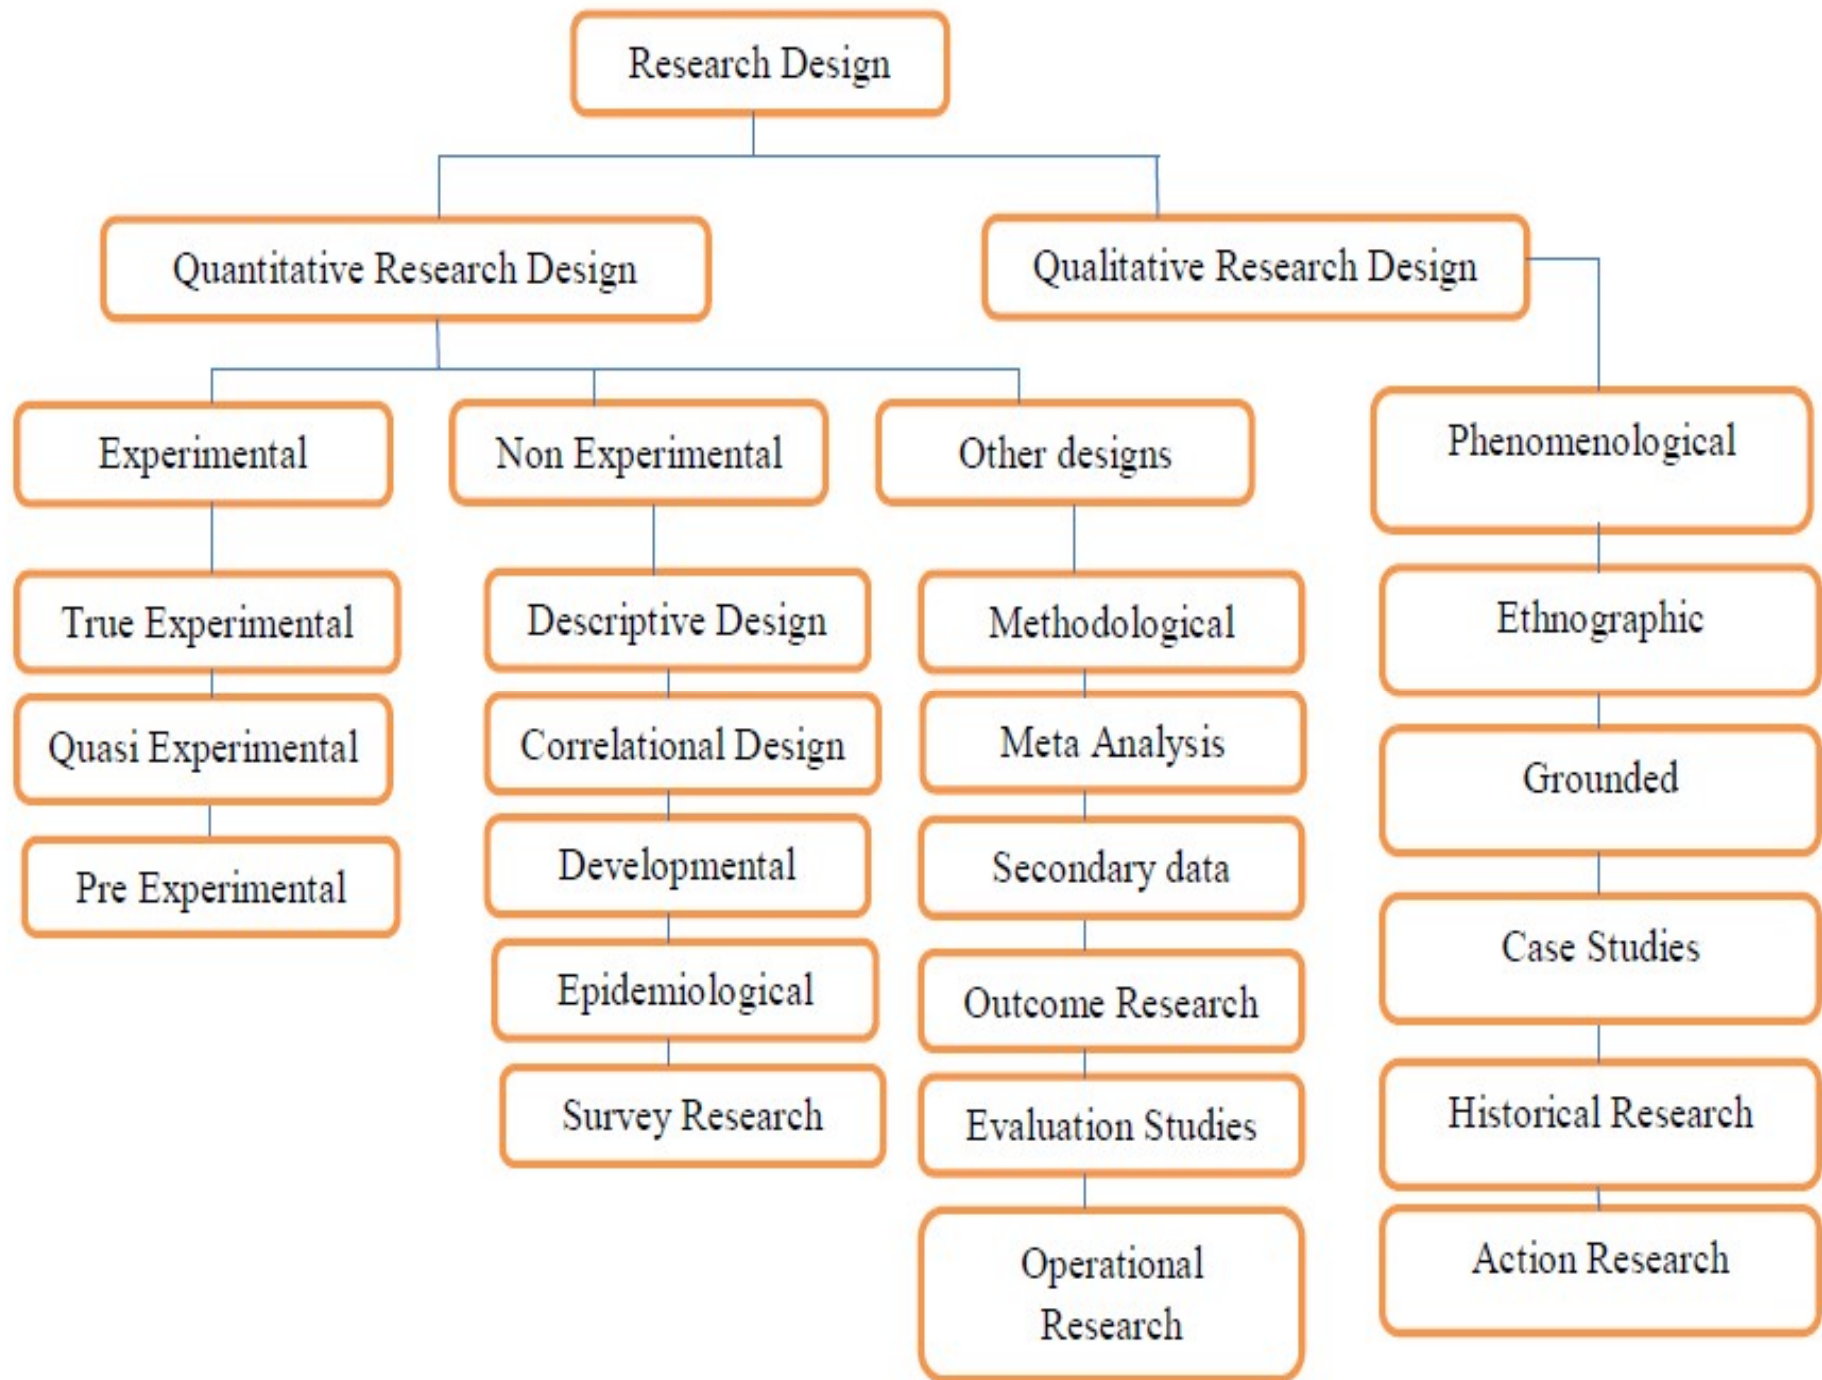 Research Design
Quantitative Research Design
Qualitative Research Design
Experimental
Non Experimental
Other designs
Phenomenological
True Experimental
Descriptive Design
Methodological
Ethnographic
Quasi Experimental
Correlational Design
Meta Analysis
Grounded
Pre Experimental
Developmental
Secondary data
Case Studies
Epidemiological
Outcome Research
Historical Research
Survey Research
Evaluation Studies
Action Research
Operational
Research